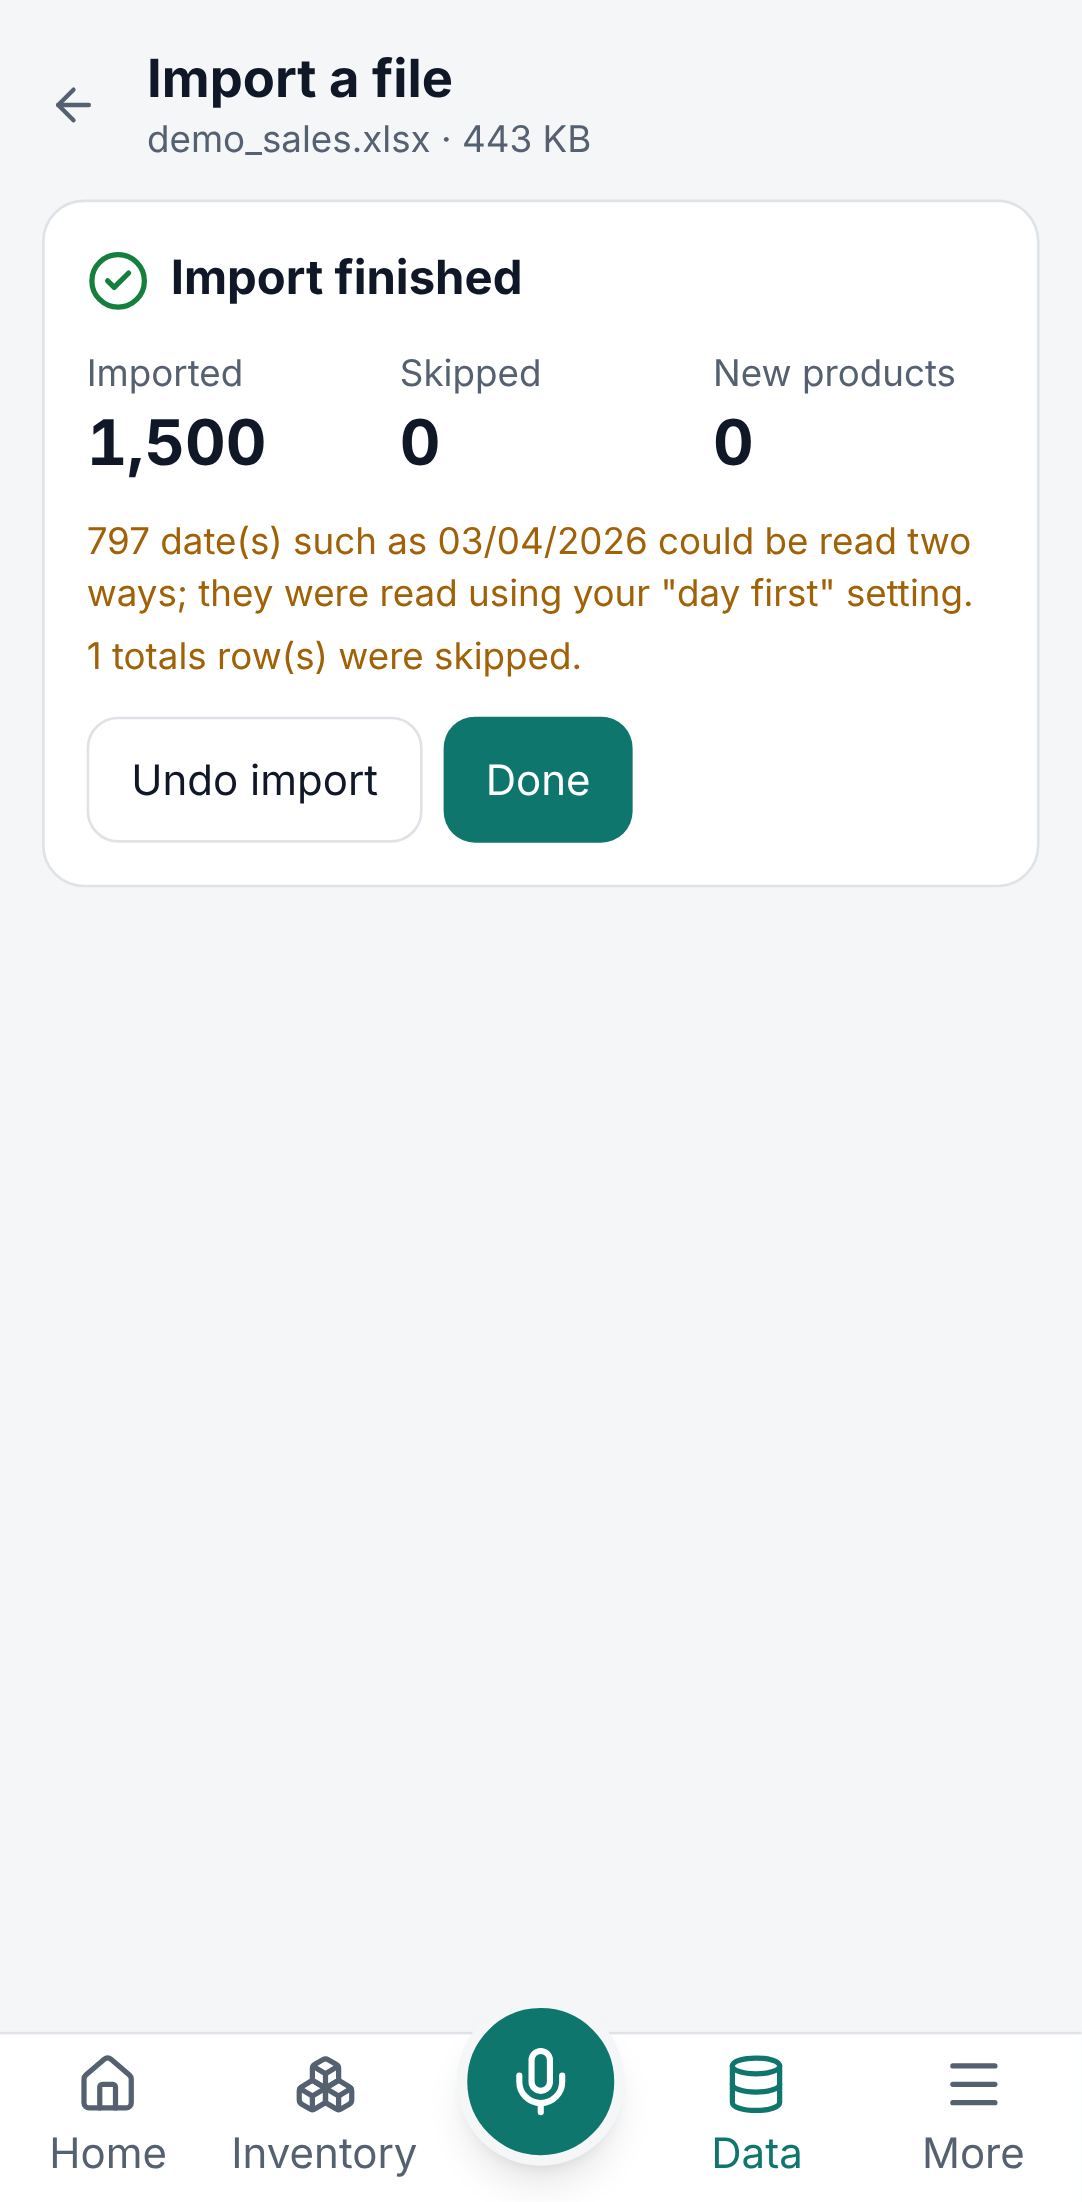 Import a file
demo_sales.xlsx · 443 KB
Import finished
Imported Skipped New products
1,500 0 0
797 date(s) such as 03/04/2026 could be read two
ways; they were read using your "day first" setting.
1 totals row(s) were skipped.
Undo import Done
Home Inventory Data More